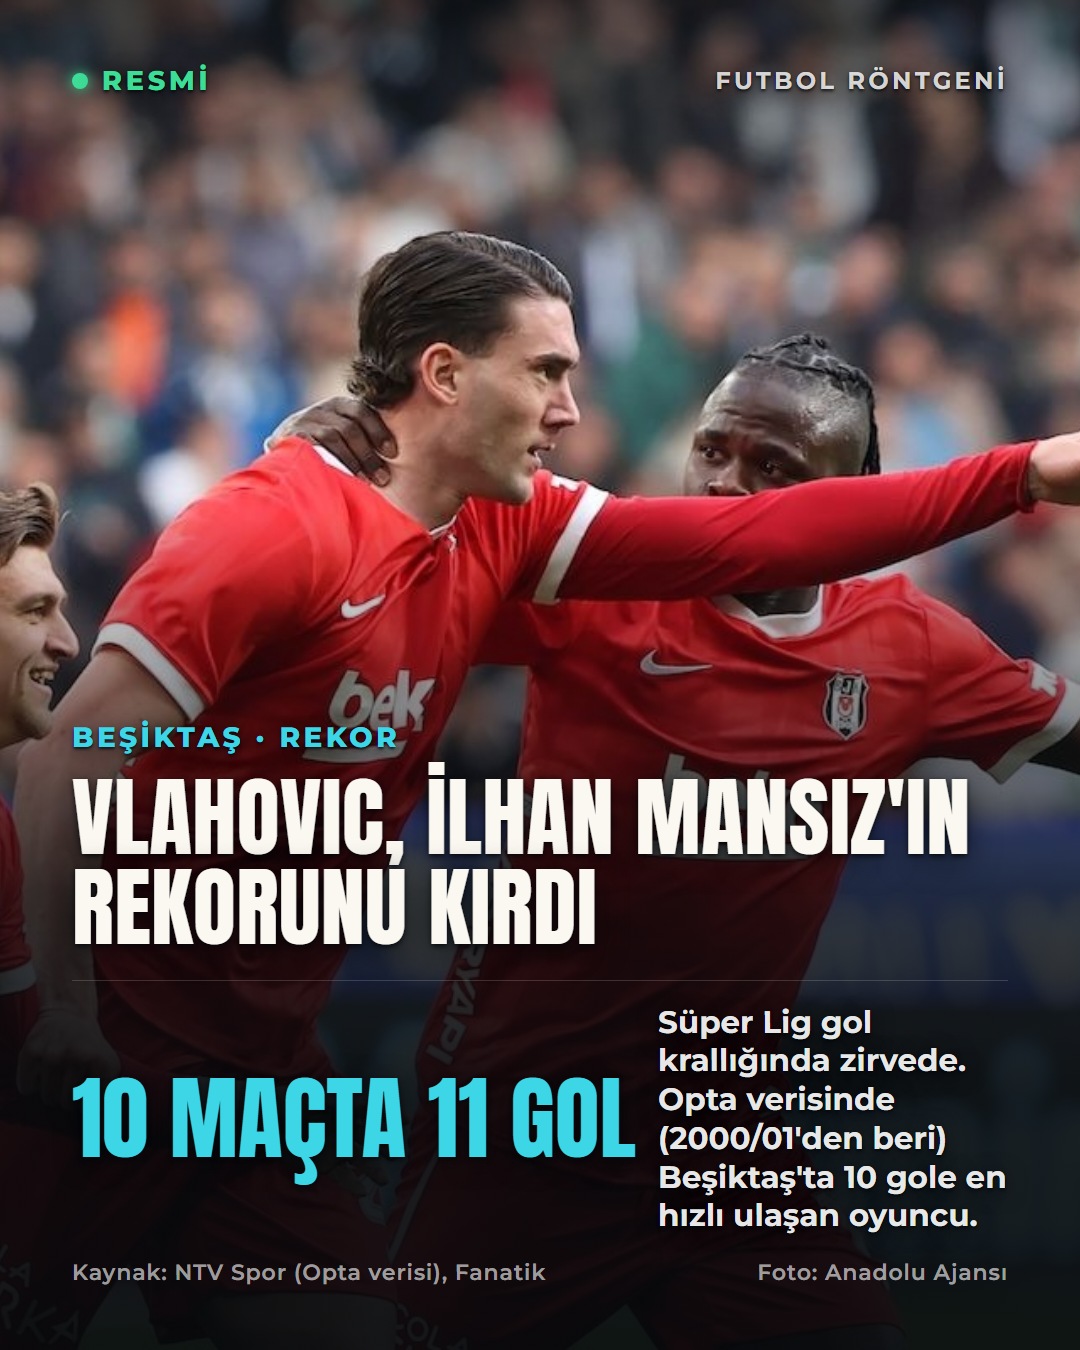 RESMİ
FUTBOL RÖNTGENİ
bek
BEŞİKTAŞ · REKOR
VLAHOVIC, İLHAN MANSIZ'IN
REKORUNU KIRDI
10 MAÇTA 11 GOL
Süper Lig gol
krallığında zirvede.
Opta verisinde
(2000/01'den beri)
Beşiktaş'ta 10 gole en
hızlı ulaşan oyuncu.
Kaynak: NTV Spor (Opta verisi), Fanatik
Foto: Anadolu Ajansı